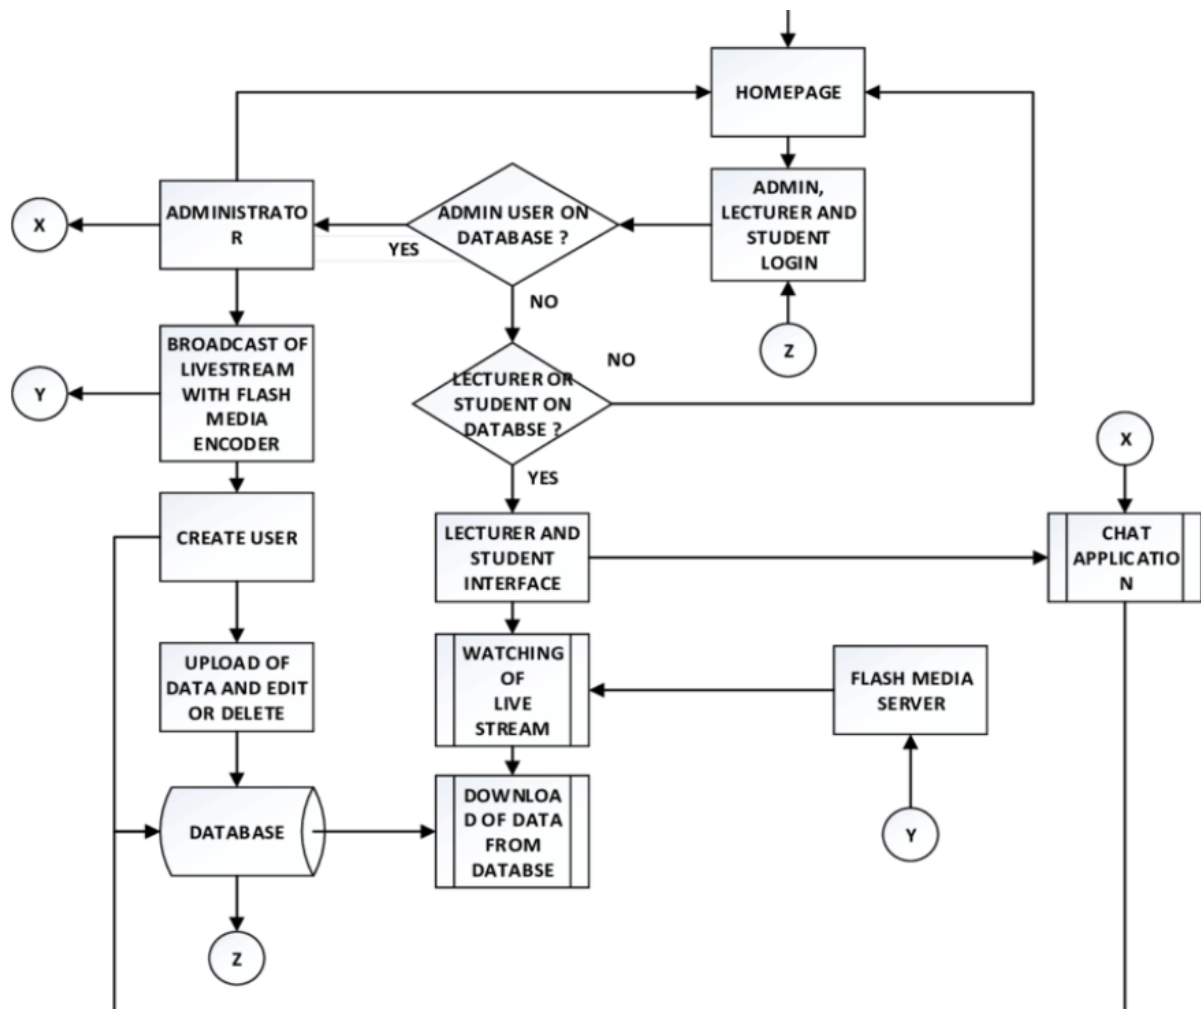 HOMEPAGE
ADMIN,
LECTURER AND
STUDENT
LOGIN
ADMIN USER ON
DATABASE ?
YES
NO
ADMINISTRATO
R
X
Z
BROADCAST OF
LIVESTREAM
WITH FLASH
MEDIA
ENCODER
Y
LECTURER OR
STUDENT ON
DATABSE ?
NO
YES
X
CREATE USER
LECTURER AND
STUDENT
INTERFACE
CHAT
APPLICATIO
N
UPLOAD OF
DATA AND EDIT
OR DELETE
WATCHING
OF
LIVE
STREAM
FLASH MEDIA
SERVER
DATABASE
DOWNLOA
D OF DATA
FROM
DATABSE
Y
Z